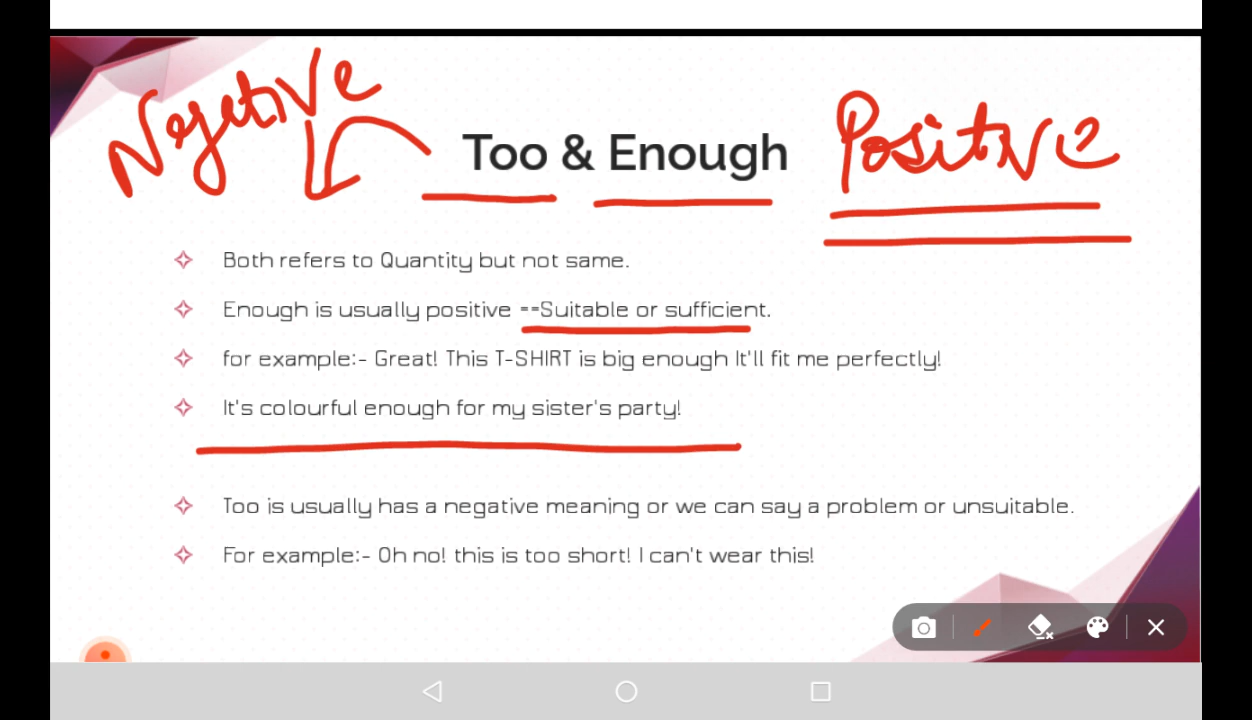 Negetive
Too & Enough
Positive
Both refers to Quantity but not same.
Enough is usually positive ==Suitable or sufficient.
for example:- Great! This T-SHIRT is big enough It'll fit me perfectly!
It's colourful enough for my sister's party!
Too is usually has a negative meaning or we can say a problem or unsuitable.
For example:- Oh no! this is too short! I can't wear this!